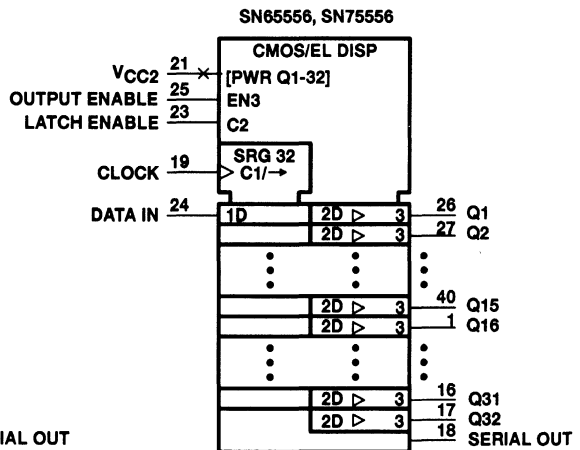 SN65556, SN75556
CMOS/EL DISP
VCC2 21 [PWR Q1-32]
OUTPUT ENABLE 25 EN3
LATCH ENABLE 23 C2
SRG 32
CLOCK 19 C1/→
DATA IN 24 1D 2D ▷ 3 26 Q1
2D ▷ 3 27 Q2
2D ▷ 3 40 Q15
2D ▷ 3 1 Q16
2D ▷ 3 16 Q31
2D ▷ 3 17 Q32
IAL OUT 18 SERIAL OUT